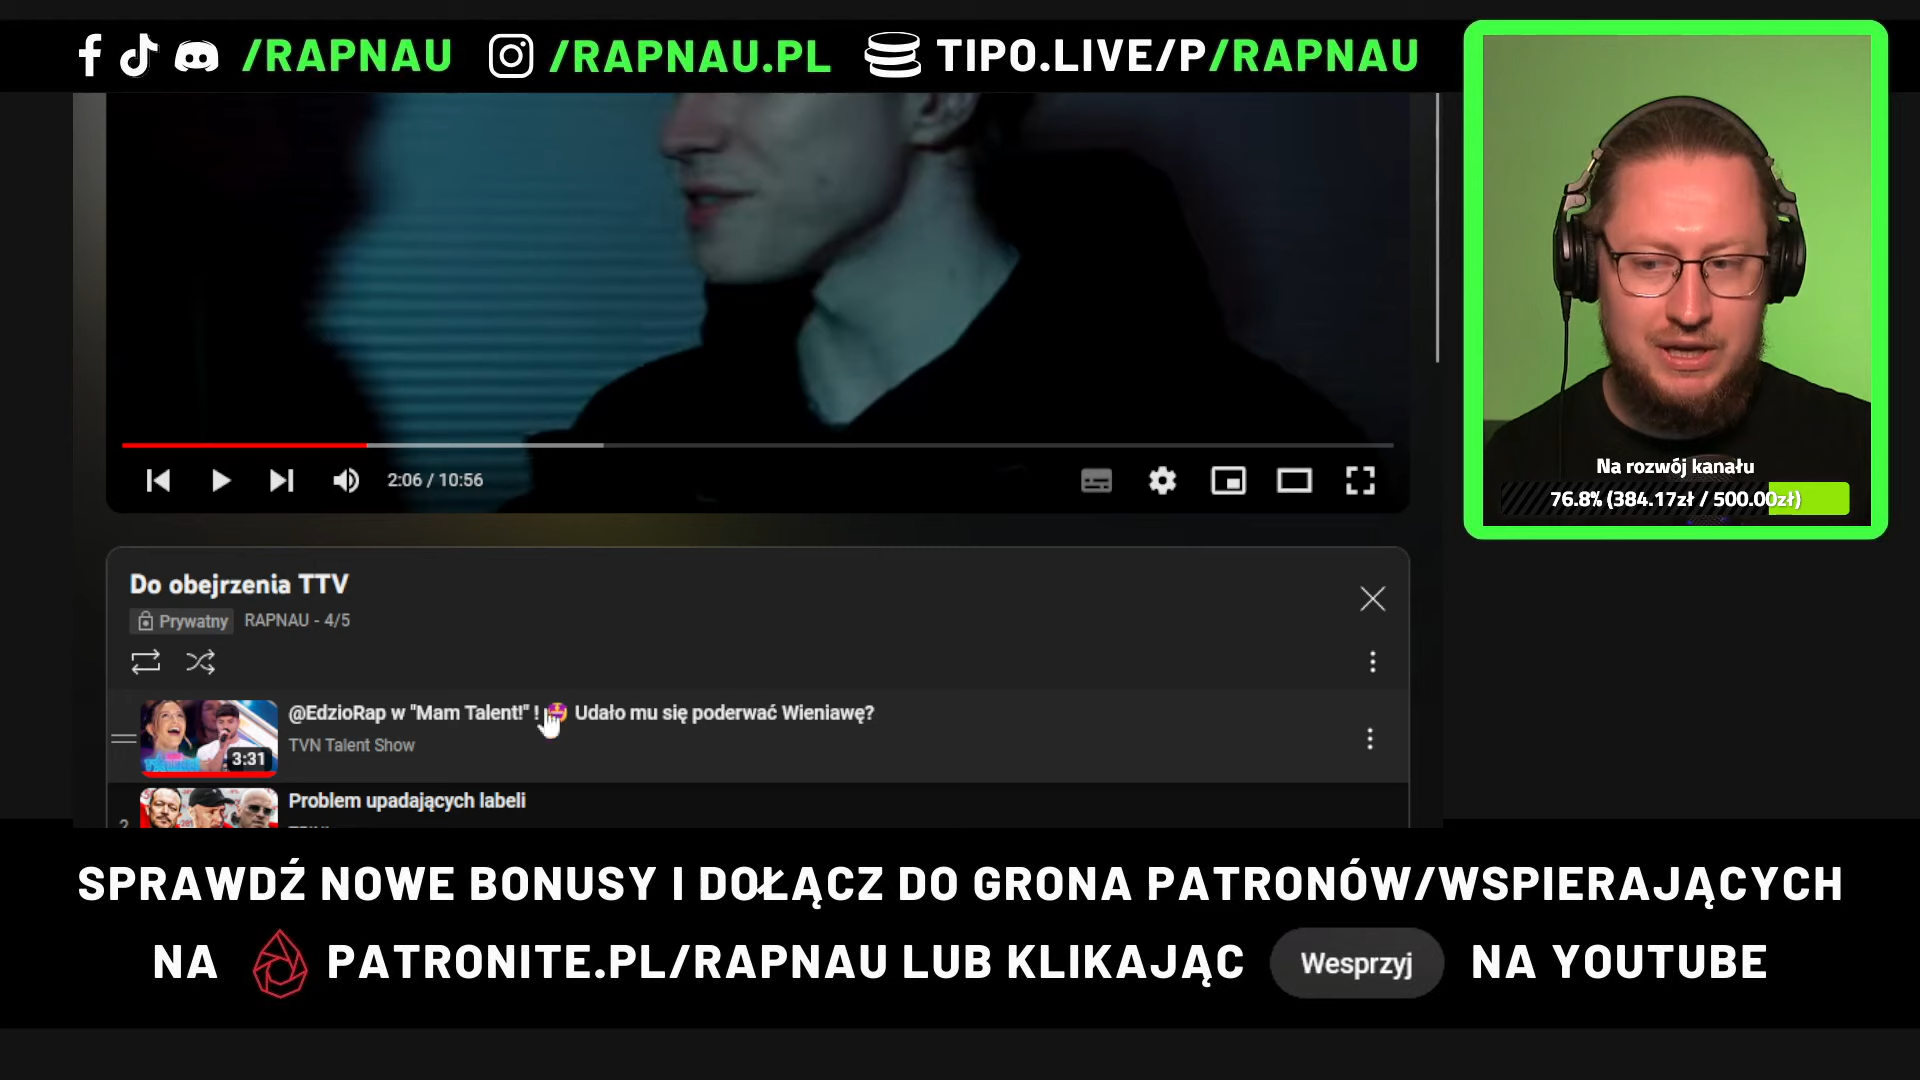 /RAPNAU /RAPNAU.PL TIPO.LIVE/P/RAPNAU
2:06 / 10:56
Na rozwój kanału
76.8% (384.17zł / 500.00zł)
Do obejrzenia TTV
Prywatny RAPNAU - 4/5
@EdzioRap w "Mam Talent!" ! 🤩 Udało mu się poderwać Wieniawę?
TVN Talent Show
3:31
Problem upadających labeli
SPRAWDŹ NOWE BONUSY I DOŁĄCZ DO GRONA PATRONÓW/WSPIERAJĄCYCH
NA PATRONITE.PL/RAPNAU LUB KLIKAJĄC Wesprzyj NA YOUTUBE